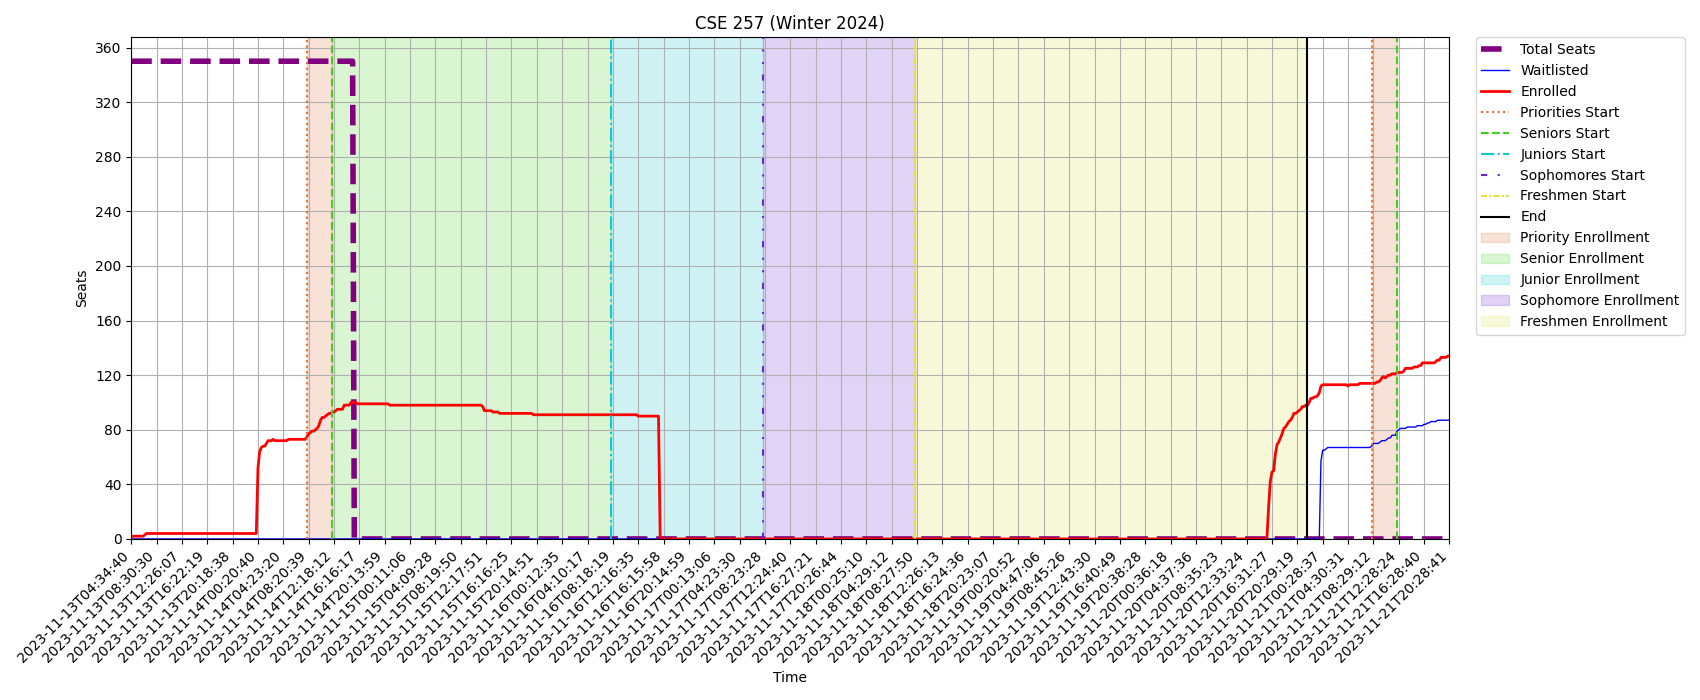 CSE 257 (Winter 2024)
Seats
360
320
280
240
200
160
120
80
40
0
Total Seats
Waitlisted
Enrolled
Priorities Start
Seniors Start
Juniors Start
Sophomores Start
Freshmen Start
End
Priority Enrollment
Senior Enrollment
Junior Enrollment
Sophomore Enrollment
Freshmen Enrollment
2023-11-13T04:34:40
2023-11-13T08:30:30
2023-11-13T12:26:07
2023-11-13T16:22:19
2023-11-13T20:18:38
2023-11-14T00:20:40
2023-11-14T04:23:20
2023-11-14T08:20:39
2023-11-14T12:18:12
2023-11-14T16:16:17
2023-11-14T20:13:59
2023-11-15T00:11:06
2023-11-15T04:09:28
2023-11-15T08:19:50
2023-11-15T12:17:51
2023-11-15T16:16:25
2023-11-15T20:14:51
2023-11-16T00:12:35
2023-11-16T04:10:17
2023-11-16T08:18:19
2023-11-16T12:16:35
2023-11-16T16:15:58
2023-11-16T20:14:59
2023-11-17T00:13:06
2023-11-17T04:23:30
2023-11-17T08:23:28
2023-11-17T12:24:40
2023-11-17T16:27:21
2023-11-17T20:26:44
2023-11-18T00:25:10
2023-11-18T04:29:12
2023-11-18T08:27:50
2023-11-18T12:26:13
2023-11-18T16:24:36
2023-11-18T20:23:07
2023-11-19T00:20:52
2023-11-19T04:47:06
2023-11-19T08:45:26
2023-11-19T12:43:30
2023-11-19T16:40:49
2023-11-19T20:38:28
2023-11-20T00:36:18
2023-11-20T04:37:36
2023-11-20T08:35:23
2023-11-20T12:33:24
2023-11-20T16:31:27
2023-11-20T20:29:19
2023-11-21T00:28:37
2023-11-21T04:30:31
2023-11-21T08:29:12
2023-11-21T12:28:24
2023-11-21T16:28:40
2023-11-21T20:28:41
Time